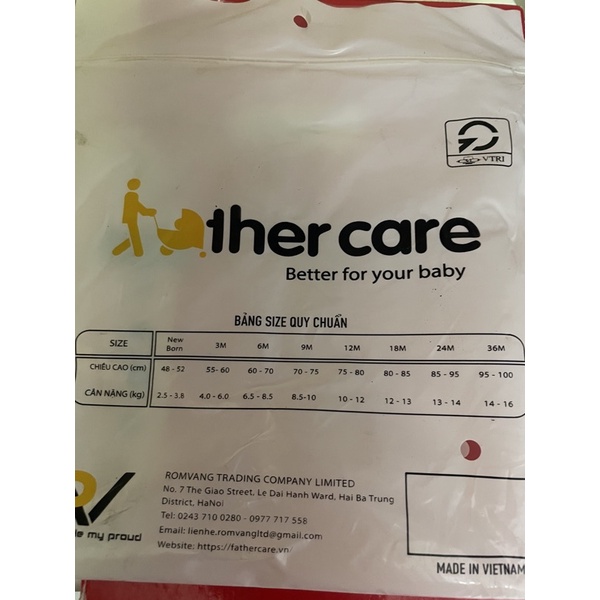 VTRI
father care
Better for your baby
BẢNG SIZE QUY CHUẨN
SIZE New Born 3M 6M 9M 12M 18M 24M 36M
CHIỀU CAO (cm) 48 - 52 55- 60 60 - 70 70 - 75 75 - 80 80 - 85 85 - 95 95 - 100
CÂN NẶNG (kg) 2.5 - 3.8 4.0 - 6.0 6.5 - 8.5 8.5-10 10 - 12 12 - 13 13 - 14 14 - 16
RV
my proud
ROMVANG TRADING COMPANY LIMITED
No. 7 The Giao Street, Le Dai Hanh Ward, Hai Ba Trung
District, HaNoi
Tel: 0243 710 0280 - 0977 717 558
Email: lienhe.romvangltd@gmail.com
Website: https://fathercare.vn
MADE IN VIETNAM